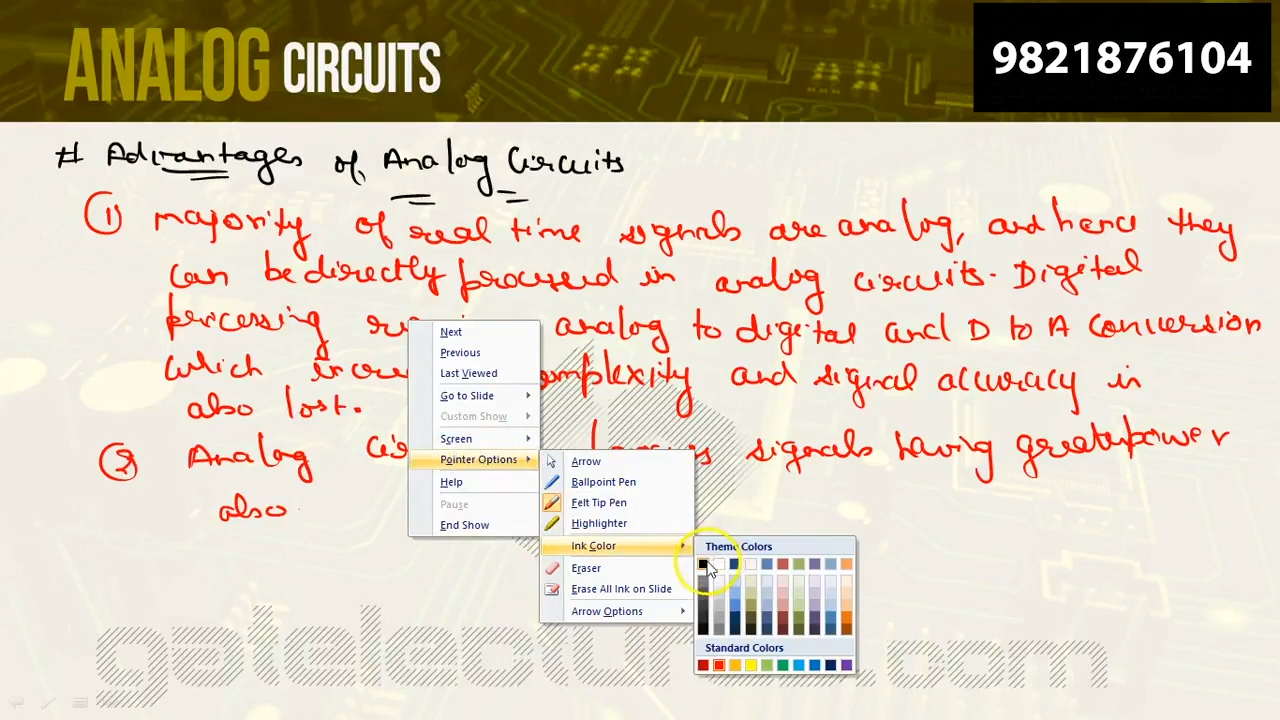 ANALOG CIRCUITS
9821876104
# Advantages of Analog Circuits
① majority of real time signals are analog, and hence they
can be directly processed in analog circuits. Digital
processing analog to digital and D to A Conversion
which complexity and signal accuracy in
also lost.
② Analog signals having greater power
also
Next
Previous
Last Viewed
Go to Slide
Custom Show
Screen
Pointer Options
Help
Pause
End Show
Arrow
Ballpoint Pen
Felt Tip Pen
Highlighter
Ink Color
Eraser
Erase All Ink on Slide
Arrow Options
Theme Colors
Standard Colors
gatelectures.com